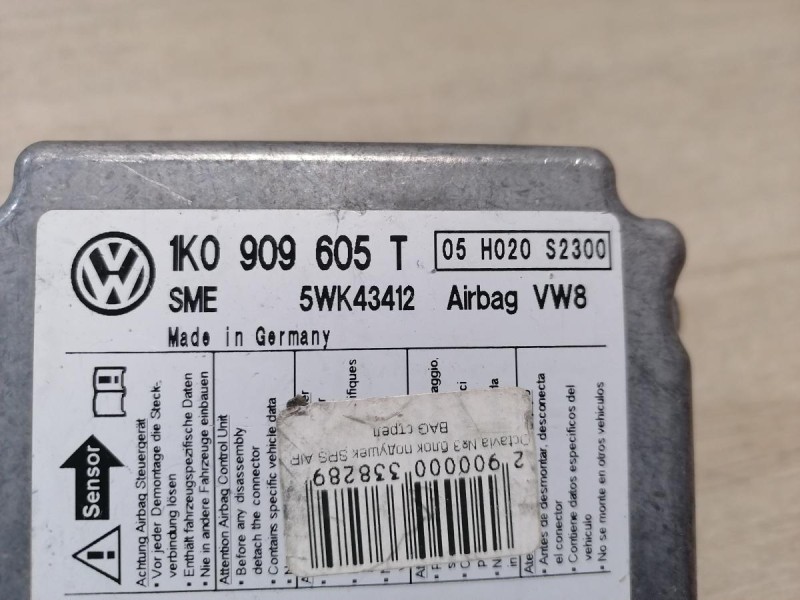 1K0 909 605 T 05 H020 S2300
SME 5WK43412 Airbag VW8
Made in Germany
Sensor
Achtung Airbag Steuergerät
• Vor jeder Demontage die Steck-
verbindung lösen
• Enthält fahrzeugspezifische Daten
• Nie in andere Fahrzeuge einbauen
Attention Airbag Control Unit
• Before any disassembly
detach the connector
• Contains specific vehicle data
• Antes de desmontar, desconecta
el conector
• Contiene datos específicos del
vehículo
• No se monte en otros vehículos
2 900000 338289
Octavia №3 блок подушек SRS AIR
BAG стрел